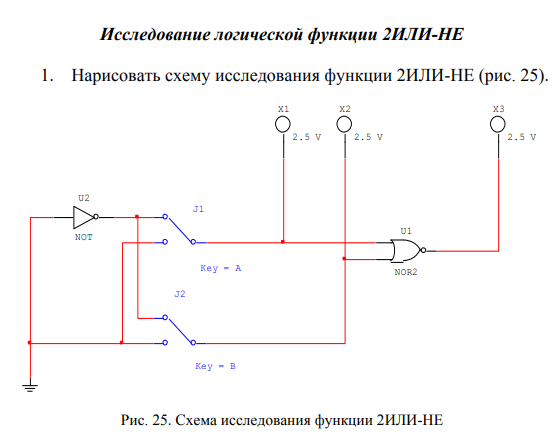 Исследование логической функции 2ИЛИ-НЕ
1. Нарисовать схему исследования функции 2ИЛИ-НЕ (рис. 25).
X1 X2 X3
2.5 V 2.5 V 2.5 V
U2
J1
NOT
U1
Key = A
NOR2
J2
Key = B
Рис. 25. Схема исследования функции 2ИЛИ-НЕ